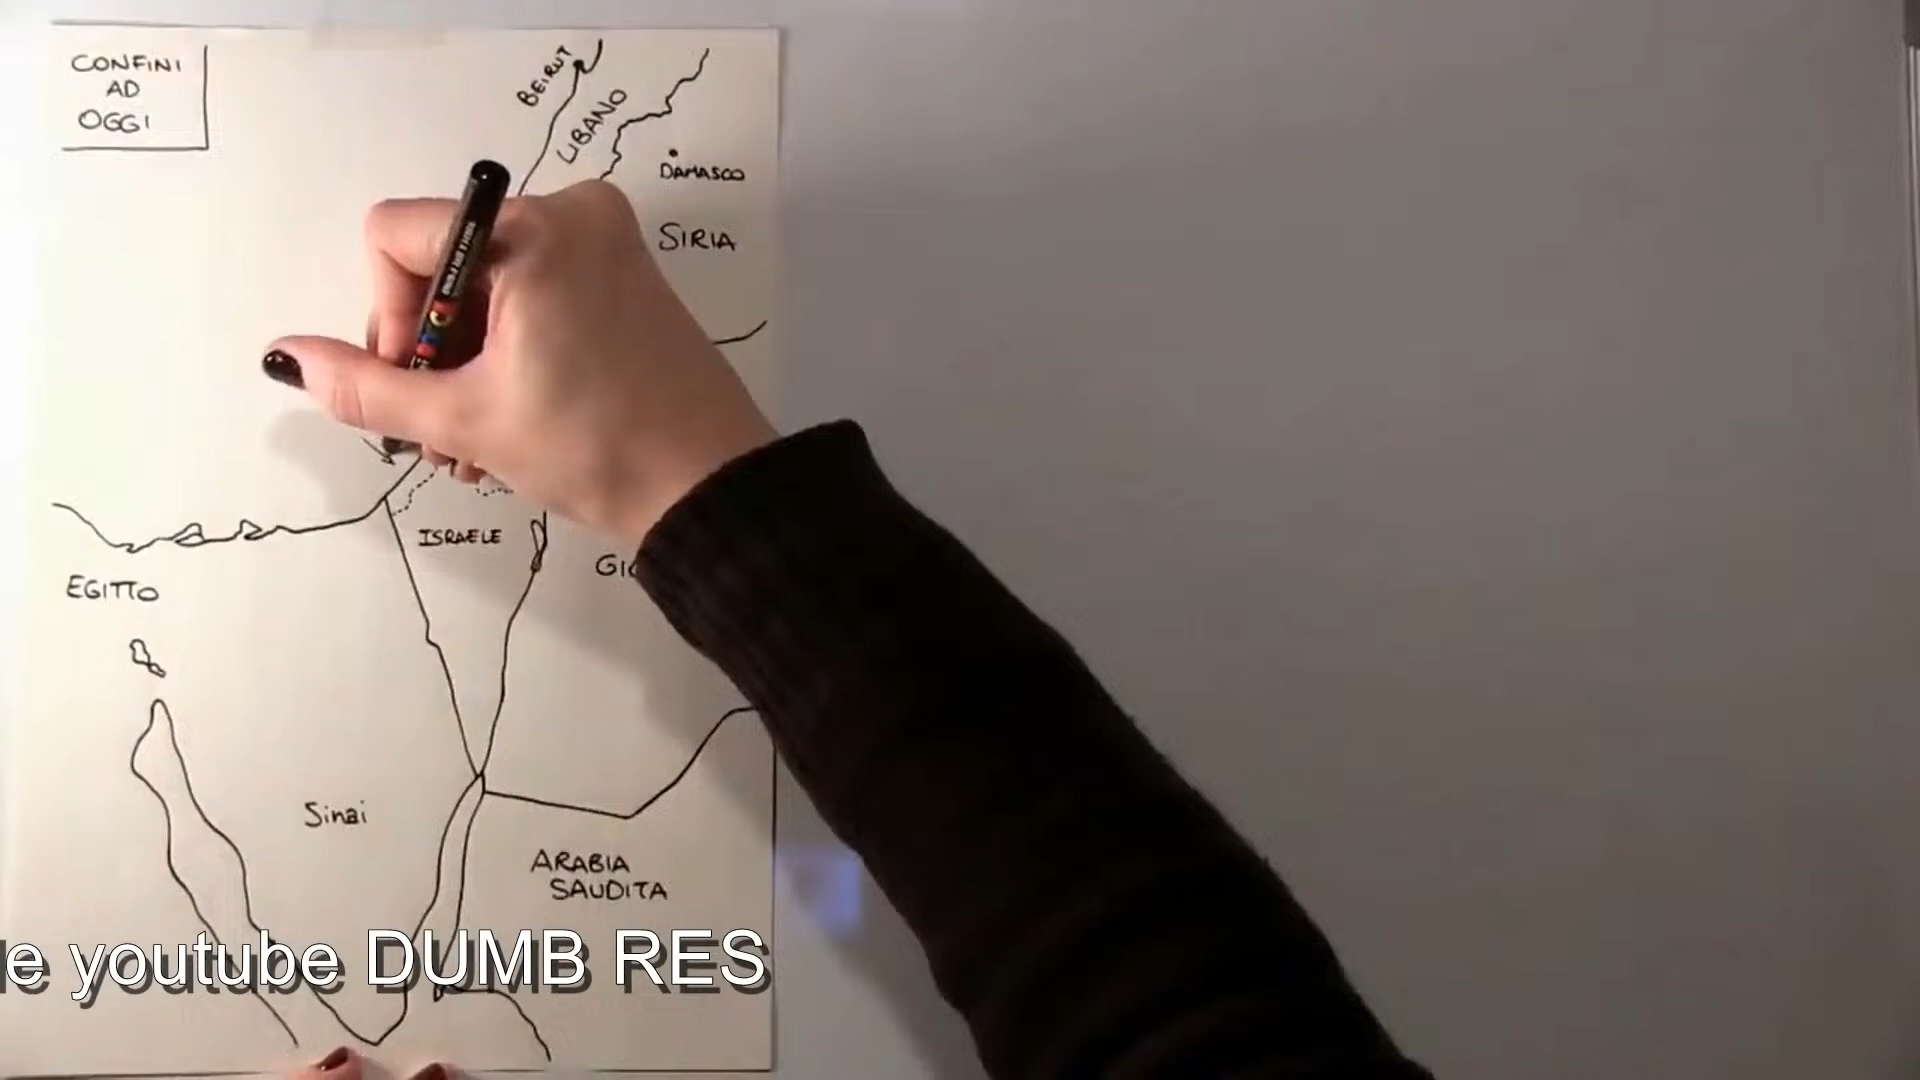 CONFINI
AD
OGGI
BEIRUT
LIBANO
DAMASCO
SIRIA
ISRAELE
EGITTO
Sinai
ARABIA
SAUDITA
youtube DUMB RES